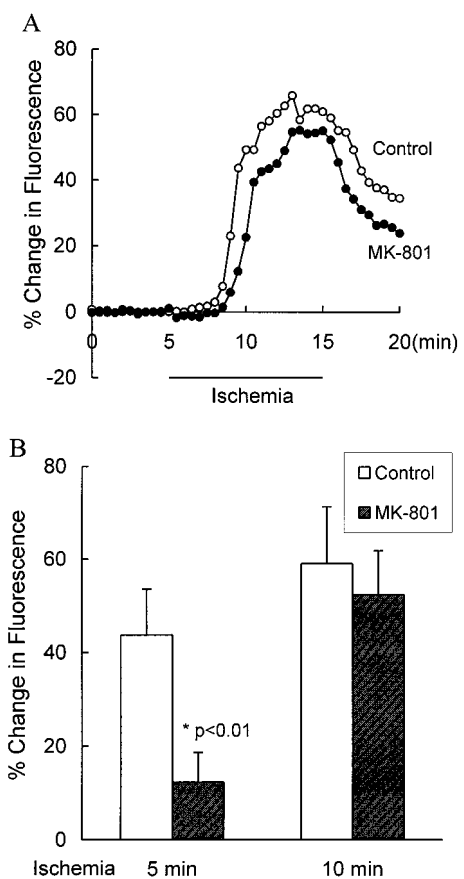 A
% Change in Fluorescence
80
60
40
20
0
-20
Control
MK-801
0 5 10 15 20(min)
Ischemia
B
% Change in Fluorescence
80
60
40
20
0
Control
MK-801
* p<0.01
Ischemia 5 min 10 min